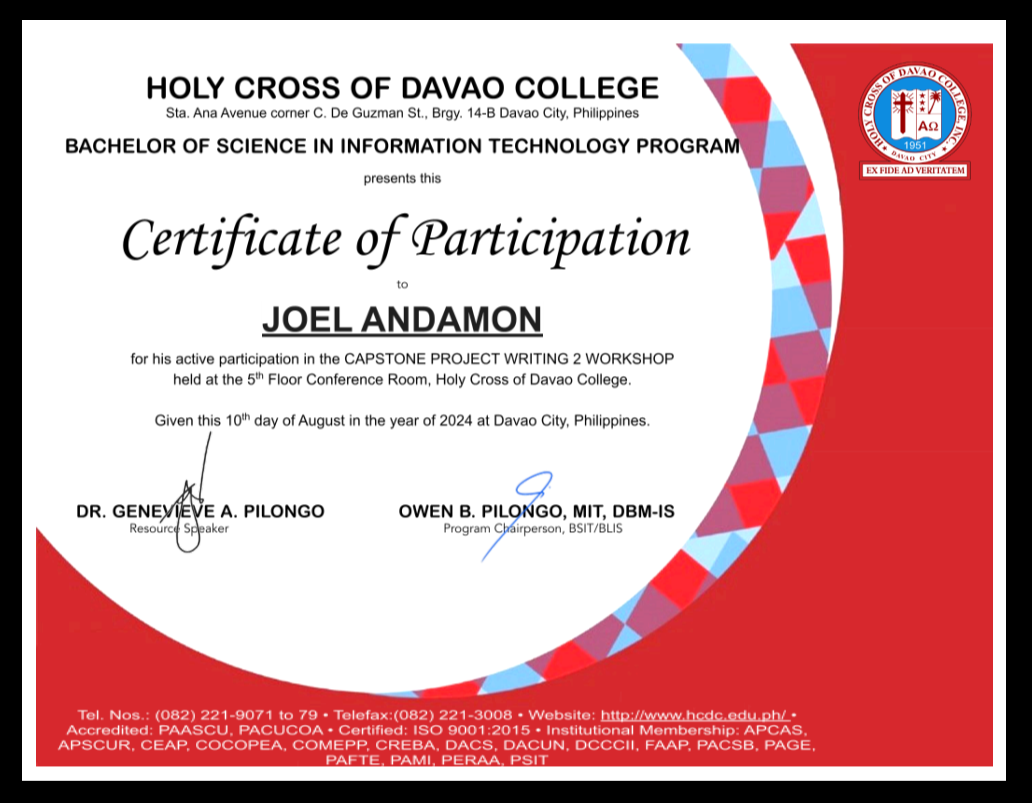 HOLY CROSS OF DAVAO COLLEGE
Sta. Ana Avenue corner C. De Guzman St., Brgy. 14-B Davao City, Philippines
BACHELOR OF SCIENCE IN INFORMATION TECHNOLOGY PROGRAM
presents this
Certificate of Participation
to
JOEL ANDAMON
for his active participation in the CAPSTONE PROJECT WRITING 2 WORKSHOP
held at the 5th Floor Conference Room, Holy Cross of Davao College.
Given this 10th day of August in the year of 2024 at Davao City, Philippines.
DR. GENEVIEVE A. PILONGO
Resource Speaker
OWEN B. PILONGO, MIT, DBM-IS
Program Chairperson, BSIT/BLIS
HOLY CROSS OF DAVAO COLLEGE, INC.
ΑΩ
1951
DAVAO CITY
EX FIDE AD VERITATEM
Tel. Nos.: (082) 221-9071 to 79 • Telefax:(082) 221-3008 • Website: http://www.hcdc.edu.ph/ •
Accredited: PAASCU, PACUCOA • Certified: ISO 9001:2015 • Institutional Membership: APCAS,
APSCUR, CEAP, COCOPEA, COMEPP, CREBA, DACS, DACUN, DCCCII, FAAP, PACSB, PAGE,
PAFTE, PAMI, PERAA, PSIT